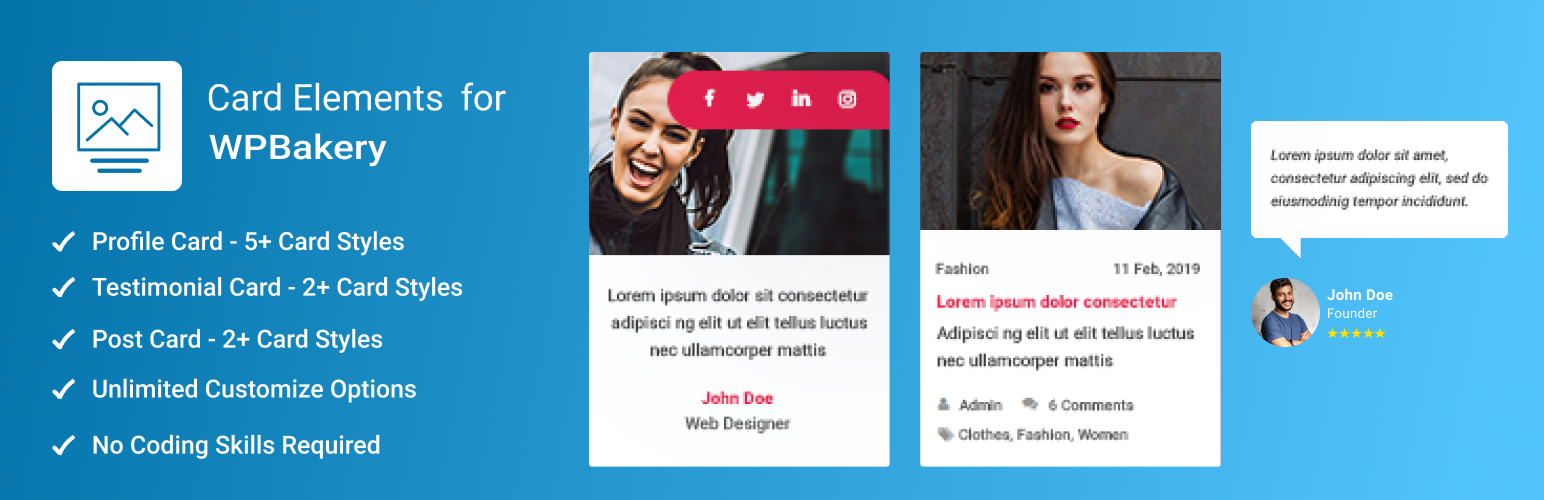 Card Elements for
WPBakery
Profile Card - 5+ Card Styles
Testimonial Card - 2+ Card Styles
Post Card - 2+ Card Styles
Unlimited Customize Options
No Coding Skills Required
Lorem ipsum dolor sit consectetur
adipisci ng elit ut elit tellus luctus
nec ullamcorper mattis
John Doe
Web Designer
Fashion 11 Feb, 2019
Lorem ipsum dolor consectetur
Adipisci ng elit ut elit tellus luctus
nec ullamcorper mattis
Admin 6 Comments
Clothes, Fashion, Women
Lorem ipsum dolor sit amet,
consectetur adipiscing elit, sed do
eiusmodinig tempor incididunt.
John Doe
Founder